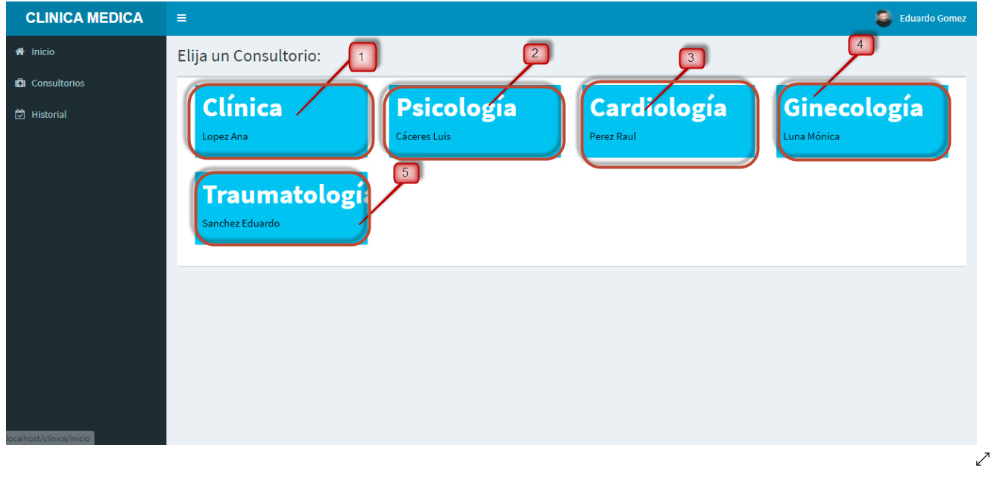 CLINICA MEDICA
Eduardo Gomez
Inicio
Consultorios
Historial
Elija un Consultorio:
1
2
3
4
Clínica
Lopez Ana
Psicología
Cáceres Luis
Cardiología
Perez Raul
Ginecología
Luna Mónica
5
Traumatología
Sanchez Eduardo
localhost/clinica/inicio